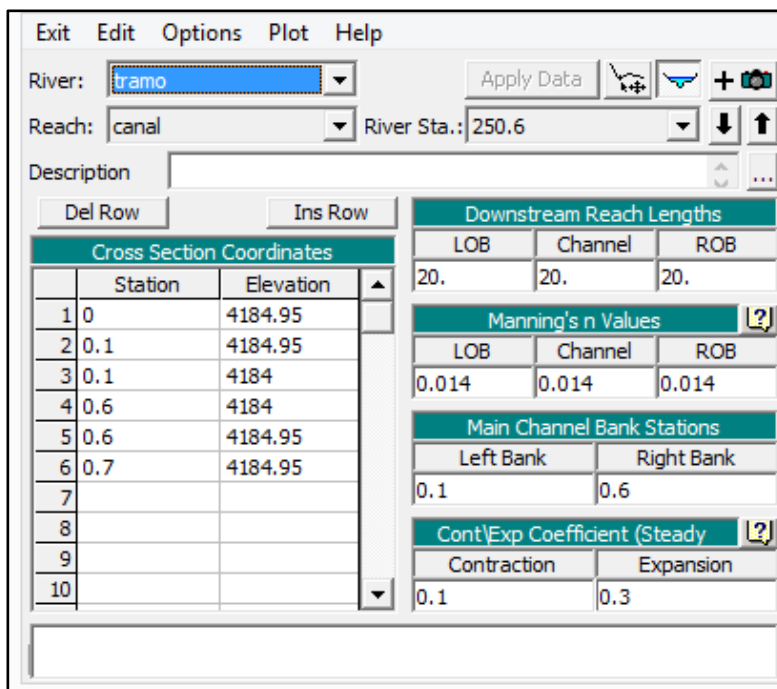 Exit Edit Options Plot Help
River: tramo Apply Data +
Reach: canal River Sta.: 250.6
Description ...
Del Row Ins Row
Cross Section Coordinates
Station Elevation
1 0 4184.95
2 0.1 4184.95
3 0.1 4184
4 0.6 4184
5 0.6 4184.95
6 0.7 4184.95
7
8
9
10
Downstream Reach Lengths
LOB Channel ROB
20. 20. 20.
Manning's n Values ?
LOB Channel ROB
0.014 0.014 0.014
Main Channel Bank Stations
Left Bank Right Bank
0.1 0.6
Cont\Exp Coefficient (Steady ?
Contraction Expansion
0.1 0.3